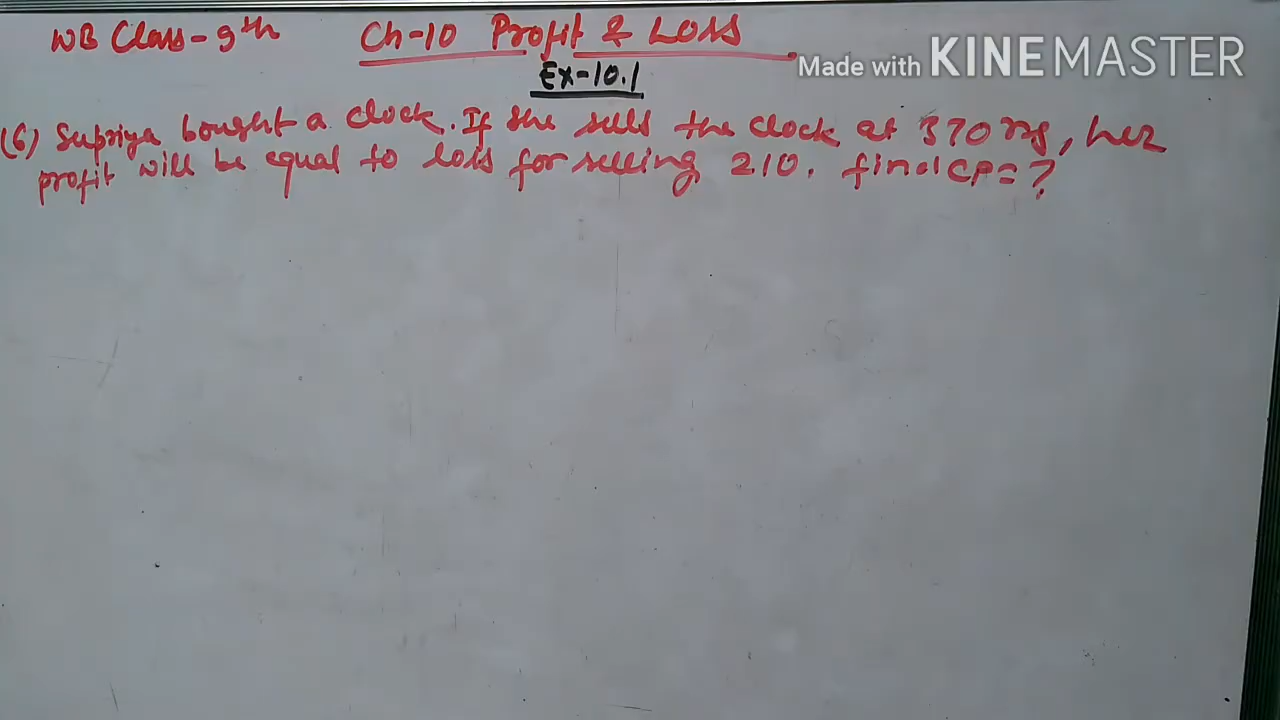 WB Class-9th Ch-10 Profit & Loss
Made with KINEMASTER
Ex-10.1
(6) Supriya bought a clock. If she sells the clock at 370 rs, her
profit will be equal to loss for selling 210. find CP=?